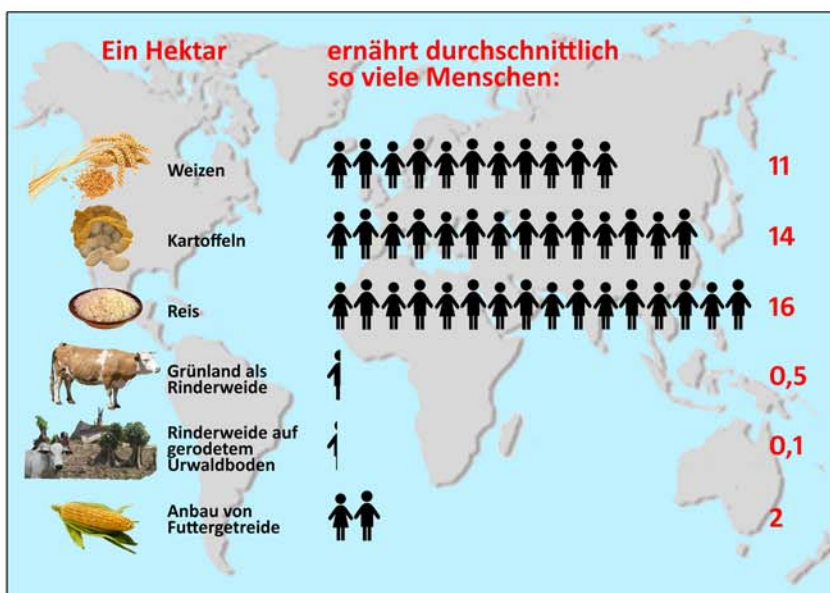 Ein Hektar
ernährt durchschnittlich
so viele Menschen:
Weizen
11
Kartoffeln
14
Reis
16
Grünland als
Rinderweide
0,5
Rinderweide auf
gerodetem
Urwaldboden
0,1
Anbau von
Futtergetreide
2